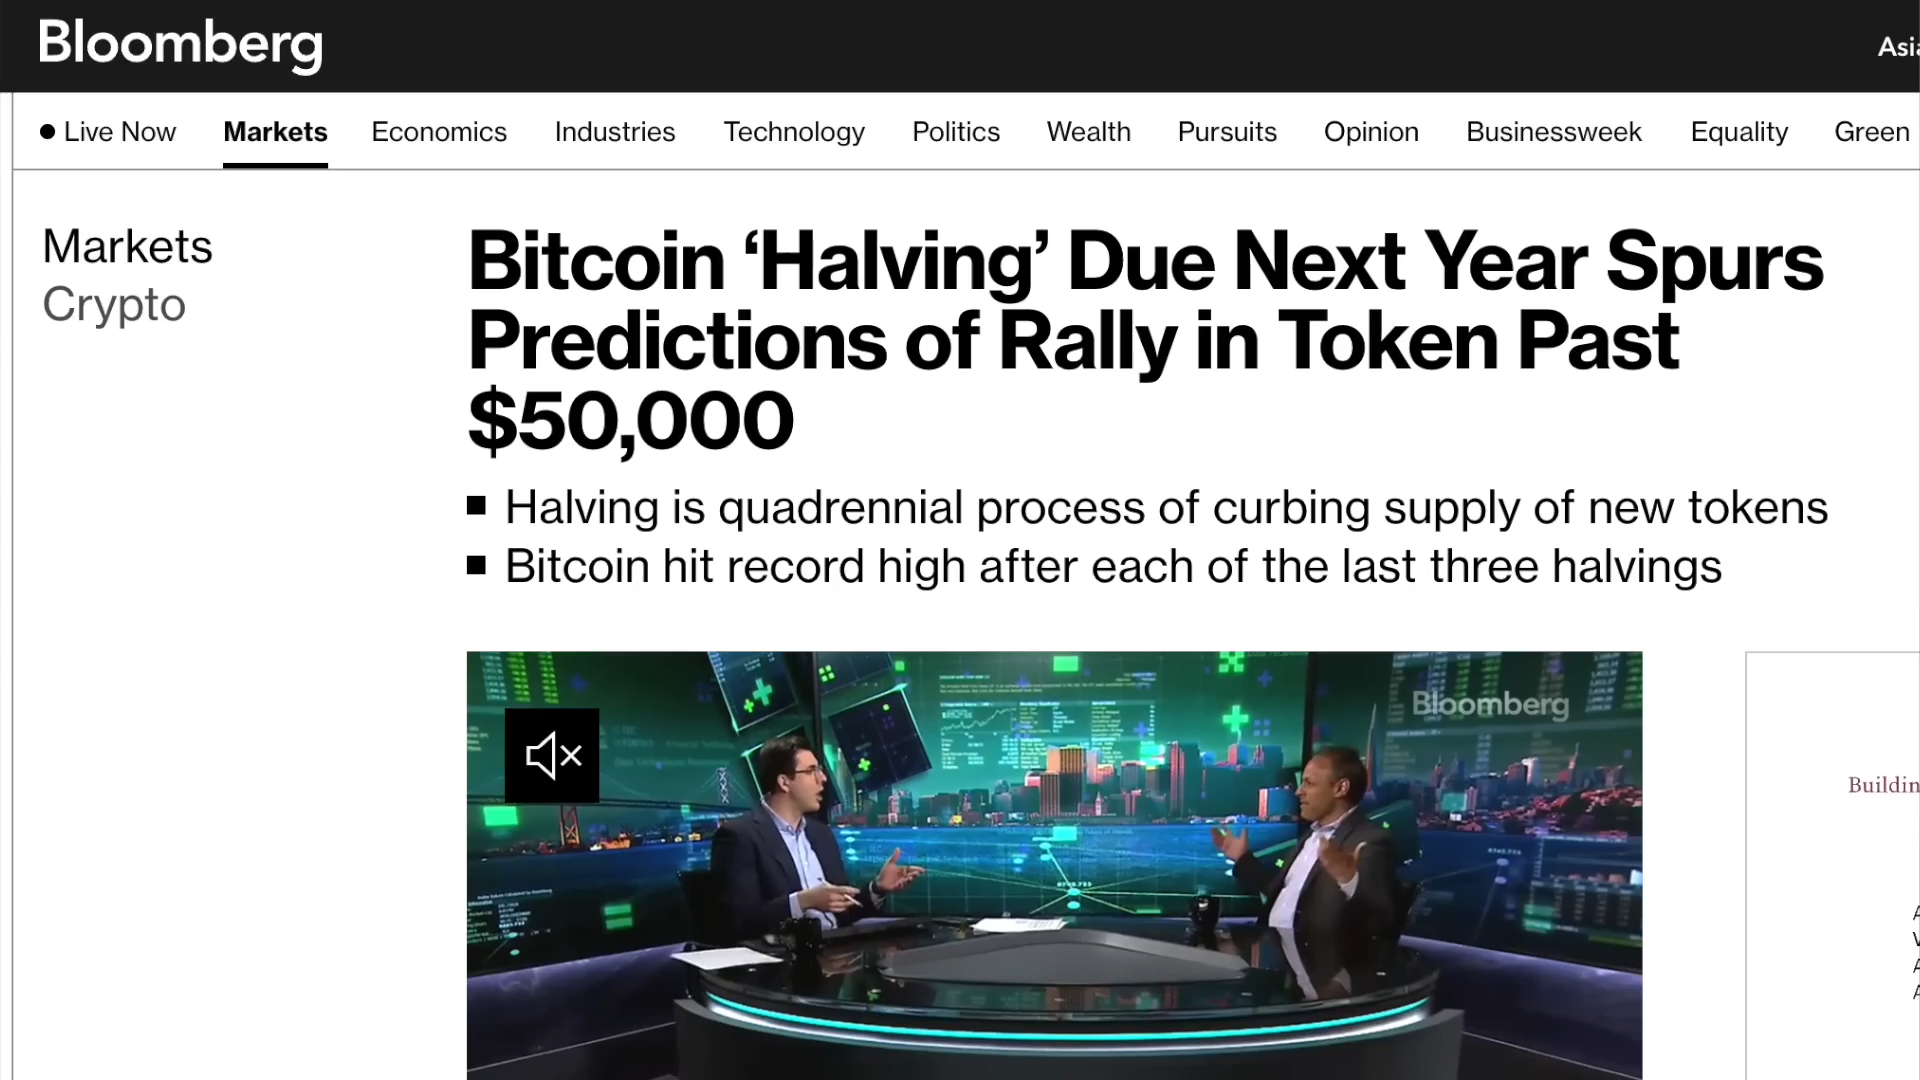 Bloomberg
Live Now Markets Economics Industries Technology Politics Wealth Pursuits Opinion Businessweek Equality Green
Markets
Crypto
Bitcoin ‘Halving’ Due Next Year Spurs
Predictions of Rally in Token Past
$50,000
■ Halving is quadrennial process of curbing supply of new tokens
■ Bitcoin hit record high after each of the last three halvings
Bloomberg